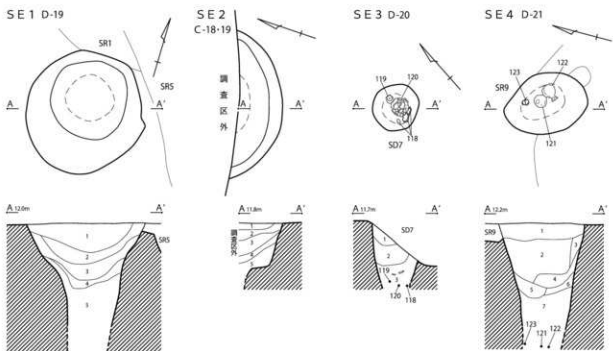 SE1 D-19
SR1
SR5
A
A'
A 12.0m
A'
SR5
1
2
3
4
5
SE2
C-18・19
調査区外
A
A'
A 11.8m
A'
調査区外
1
2
3
4
5
SE3 D-20
119
120
118
SD7
A
A'
A 11.7m
A'
SD7
1
2
3
119
120
118
SE4 D-21
122
123
SR9
121
A
A'
A 12.2m
A'
SR9
1
2
3
4
5
6
7
123
121
122